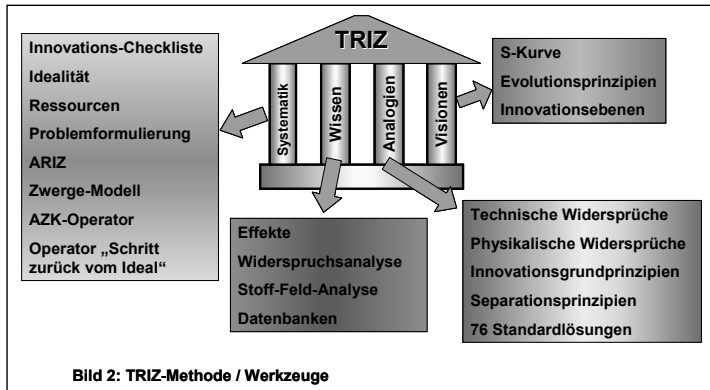 TRIZ
Systematik
Wissen
Analogien
Visionen
Innovations-Checkliste
Idealität
Ressourcen
Problemformulierung
ARIZ
Zwerge-Modell
AZK-Operator
Operator „Schritt
zurück vom Ideal“
Effekte
Widerspruchsanalyse
Stoff-Feld-Analyse
Datenbanken
Technische Widersprüche
Physikalische Widersprüche
Innovationsgrundprinzipien
Separationsprinzipien
76 Standardlösungen
S-Kurve
Evolutionsprinzipien
Innovationsebenen
Bild 2: TRIZ-Methode / Werkzeuge